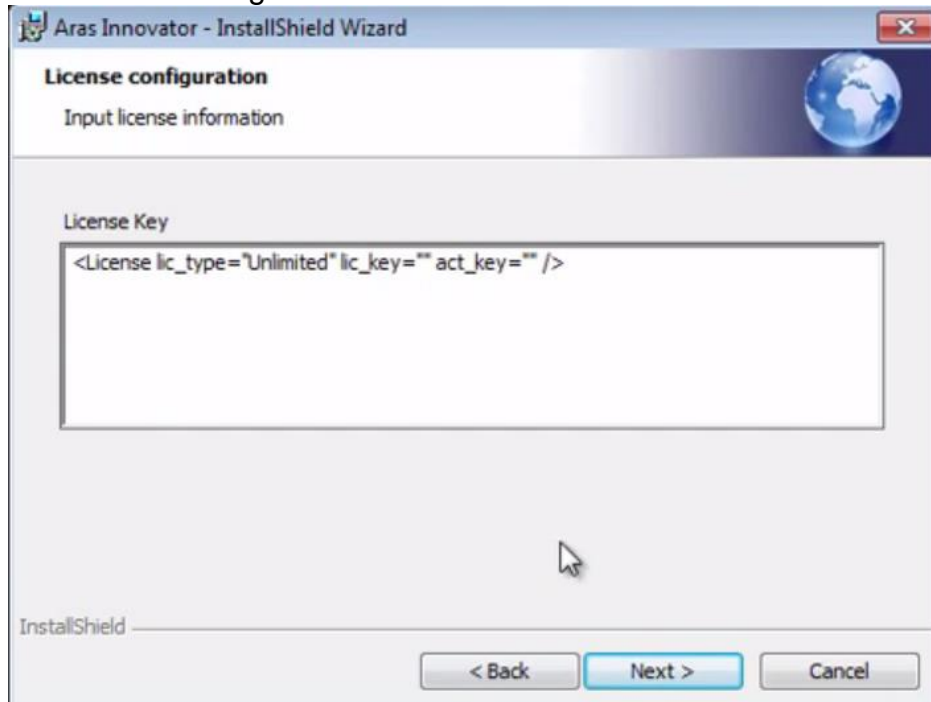 Aras Innovator - InstallShield Wizard
License configuration
Input license information
License Key
<License lic_type="Unlimited" lic_key="" act_key="" />
InstallShield
< Back
Next >
Cancel